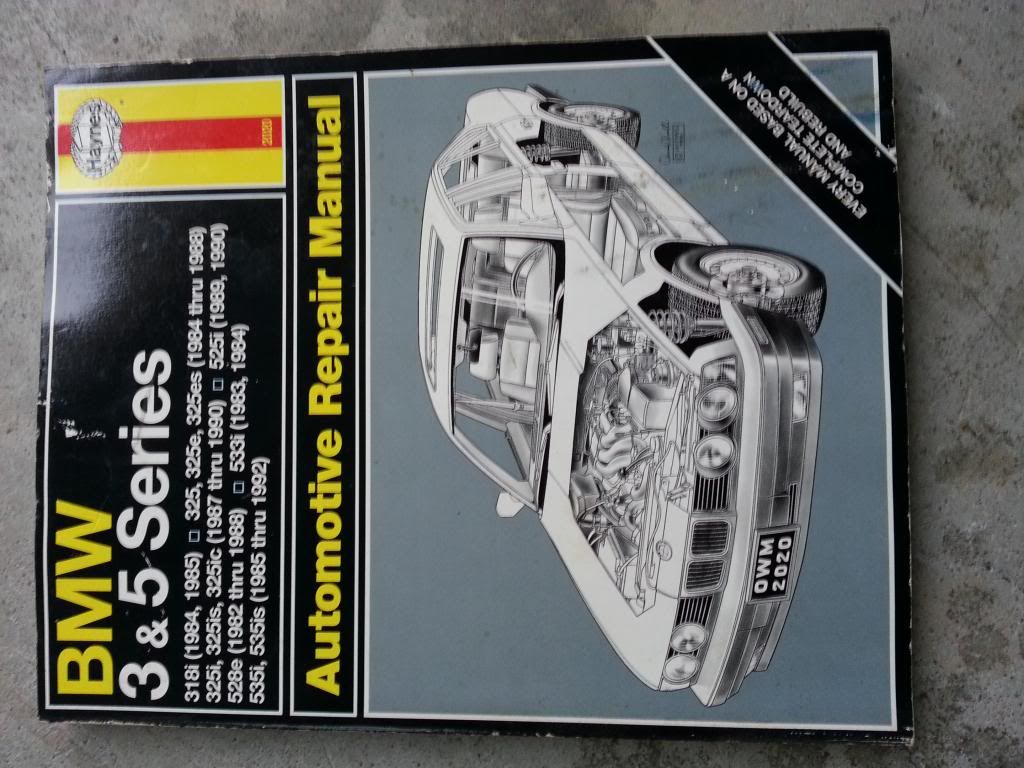 BMW
3 & 5 Series
Haynes
318i (1984, 1985) □ 325, 325e, 325es (1984 thru 1988)
325i, 325is, 325ic (1987 thru 1990) □ 525i (1989, 1990)
528e (1982 thru 1988) □ 533i (1983, 1984)
535i, 535is (1985 thru 1992)
2020
Automotive Repair Manual
OWM
2020
EVERY MANUAL BASED ON A
COMPLETE TEARDOWN
AND REBUILD